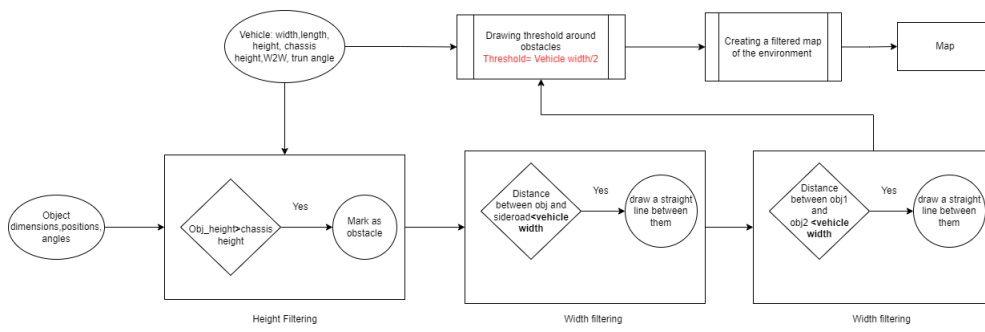 Vehicle: width,length,
height, chassis
height,W2W, trun angle
Drawing threshold around
obstacles
Threshold= Vehicle width/2
Creating a filtered map
of the environment
Map
Object
dimensions,positions,
angles
Obj_height>chassis
height
Yes
Mark as
obstacle
Height Filtering
Distance
between obj and
sideroad<vehicle
width
Yes
draw a straight
line between
them
Width filtering
Distance
between obj1
and
obj2 <vehicle
width
Yes
draw a straight
line between
them
Width filtering